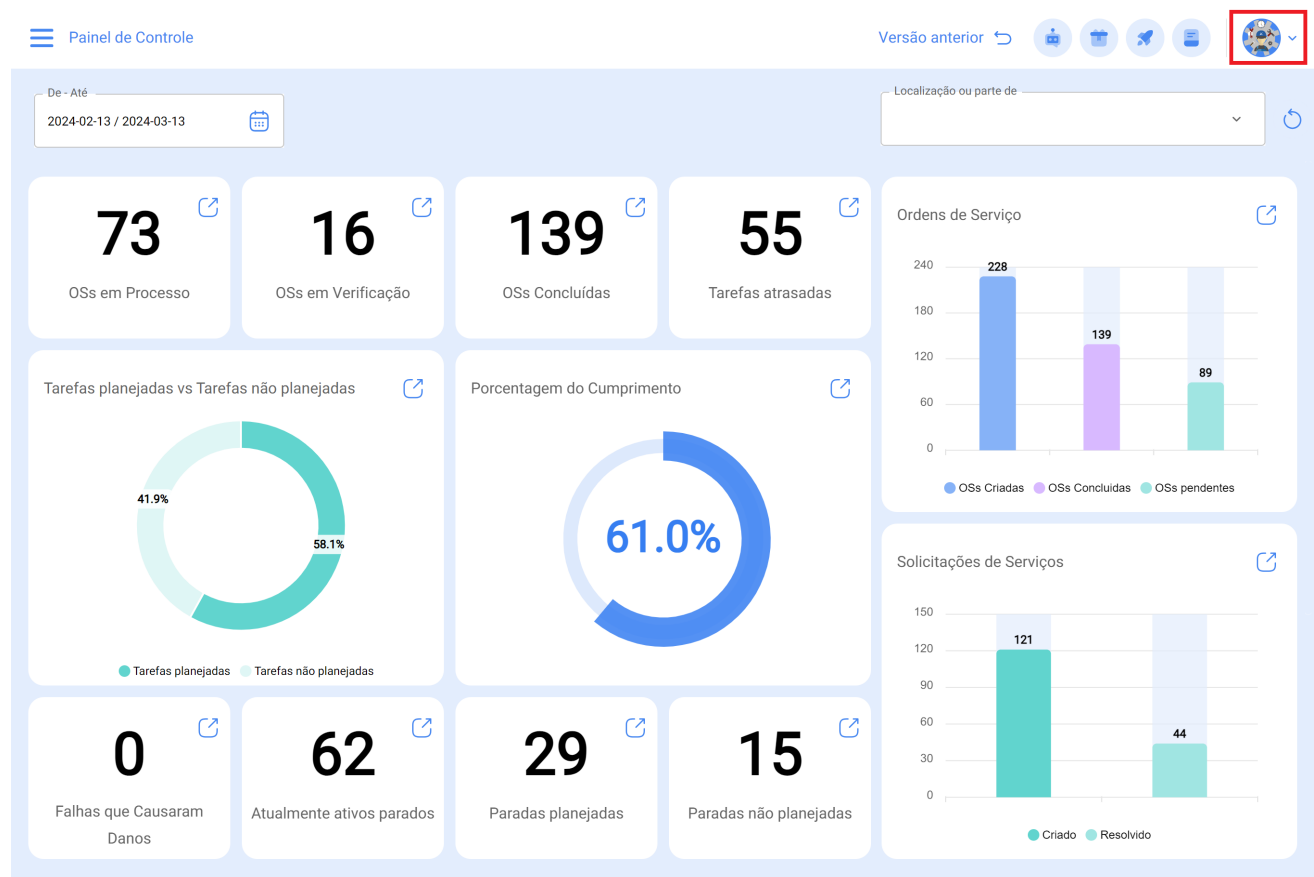 Painel de Controle
Versão anterior
De - Até
2024-02-13 / 2024-03-13
Localização ou parte de
73
OSs em Processo
16
OSs em Verificação
139
OSs Concluídas
55
Tarefas atrasadas
Ordens de Serviço
240
180
120
60
0
228
139
89
OSs Criadas
OSs Concluidas
OSs pendentes
Tarefas planejadas vs Tarefas não planejadas
41.9%
58.1%
Tarefas planejadas
Tarefas não planejadas
Porcentagem do Cumprimento
61.0%
Solicitações de Serviços
150
120
90
60
30
0
121
44
Criado
Resolvido
0
Falhas que Causaram
Danos
62
Atualmente ativos parados
29
Paradas planejadas
15
Paradas não planejadas